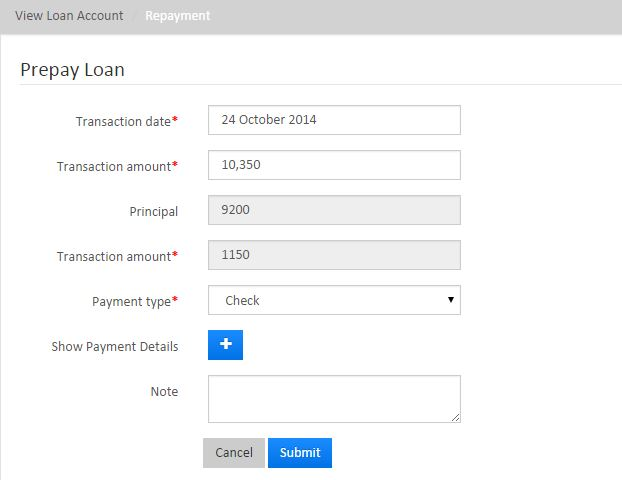 View Loan Account / Repayment
Prepay Loan
Transaction date* 24 October 2014
Transaction amount* 10,350
Principal 9200
Transaction amount* 1150
Payment type* Check
Show Payment Details +
Note
Cancel Submit